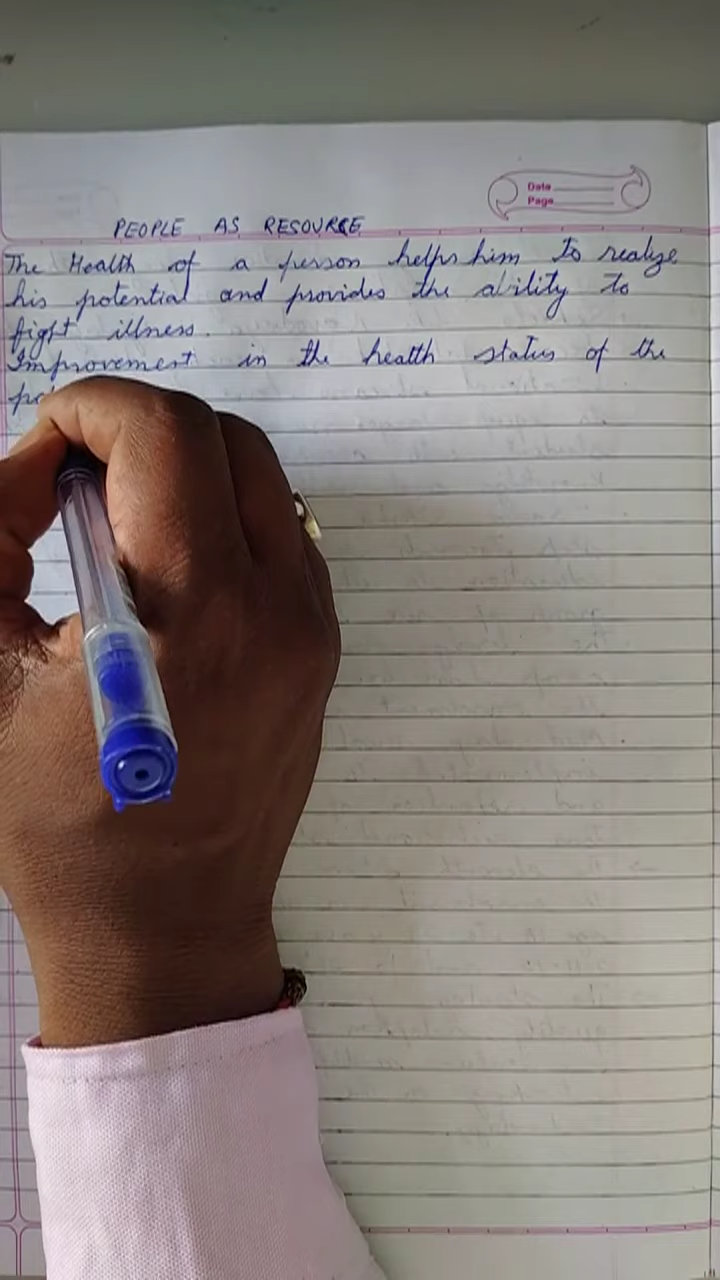 Date
Page
PEOPLE AS RESOURCE
The Health of a person helps him to realize
his potential and provides the ability to
fight illness.
Improvement in the health status of the